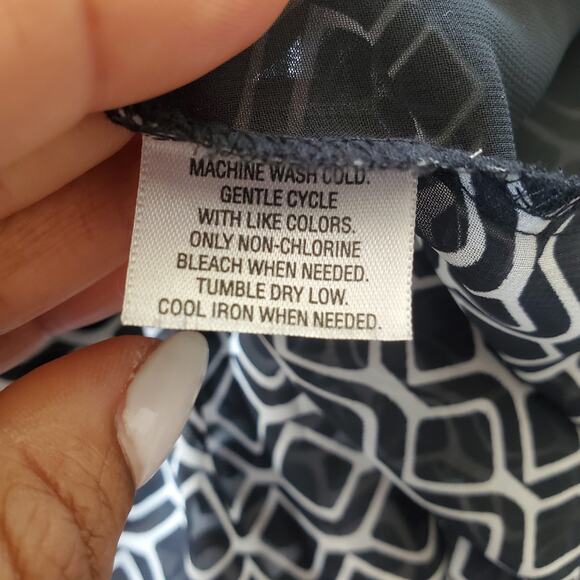 MACHINE WASH COLD.
GENTLE CYCLE
WITH LIKE COLORS.
ONLY NON-CHLORINE
BLEACH WHEN NEEDED.
TUMBLE DRY LOW.
COOL IRON WHEN NEEDED.